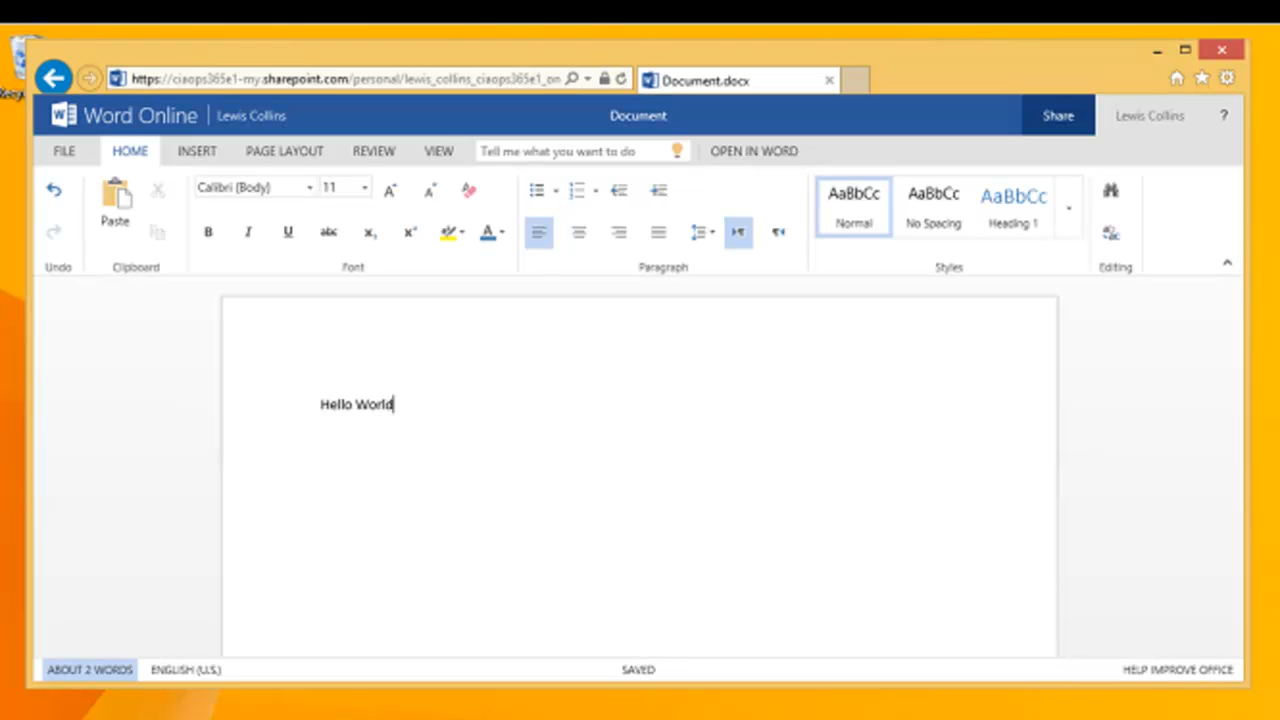 https://ciaops365e1-my.sharepoint.com/personal/lewis_collins_ciaops365e1_on
Document.docx
Word Online | Lewis Collins
Document
Share
Lewis Collins
?
FILE HOME INSERT PAGE LAYOUT REVIEW VIEW Tell me what you want to do OPEN IN WORD
Paste
Calibri (Body) 11
B I U abc x₂ x² A
AaBbCc AaBbCc AaBbCc
Normal No Spacing Heading 1
Undo Clipboard Font Paragraph Styles Editing
Hello World
ABOUT 2 WORDS ENGLISH (U.S.) SAVED HELP IMPROVE OFFICE